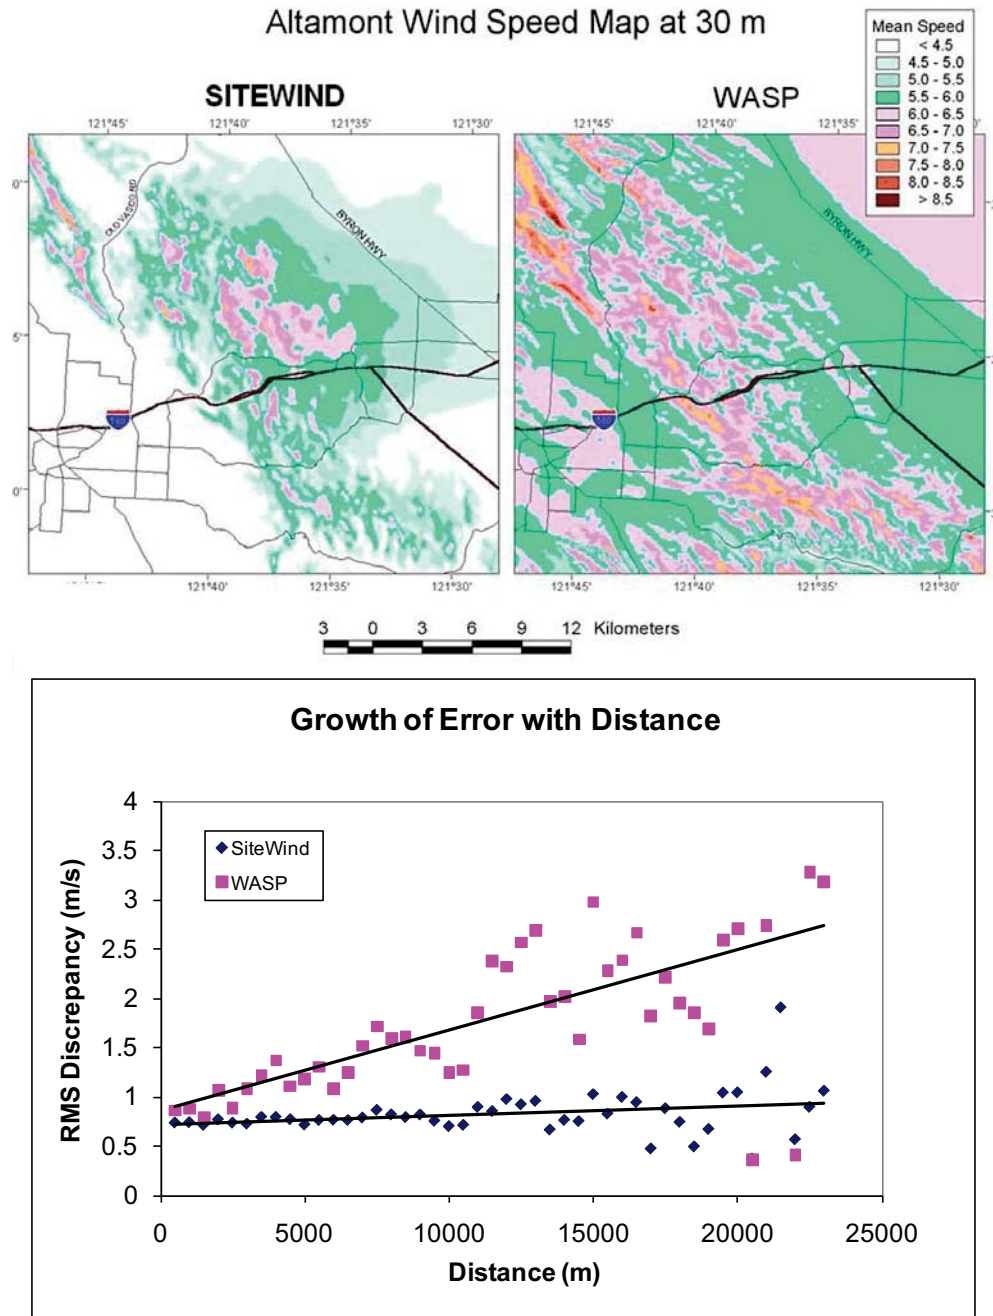 Altamont Wind Speed Map at 30 m
Mean Speed
< 4.5
4.5 - 5.0
5.0 - 5.5
5.5 - 6.0
6.0 - 6.5
6.5 - 7.0
7.0 - 7.5
7.5 - 8.0
8.0 - 8.5
> 8.5
SITEWIND
WASP
121°45' 121°40' 121°35' 121°30'
121°45' 121°40' 121°35'
OLD VASCO RD
BYRON HWY
BYRON HWY
121°40' 121°35' 121°30'
121°45' 121°40' 121°35' 121°30'
3 0 3 6 9 12 Kilometers
Growth of Error with Distance
RMS Discrepancy (m/s)
4
3.5
3
2.5
2
1.5
1
0.5
0
SiteWind
WASP
0 5000 10000 15000 20000 25000
Distance (m)